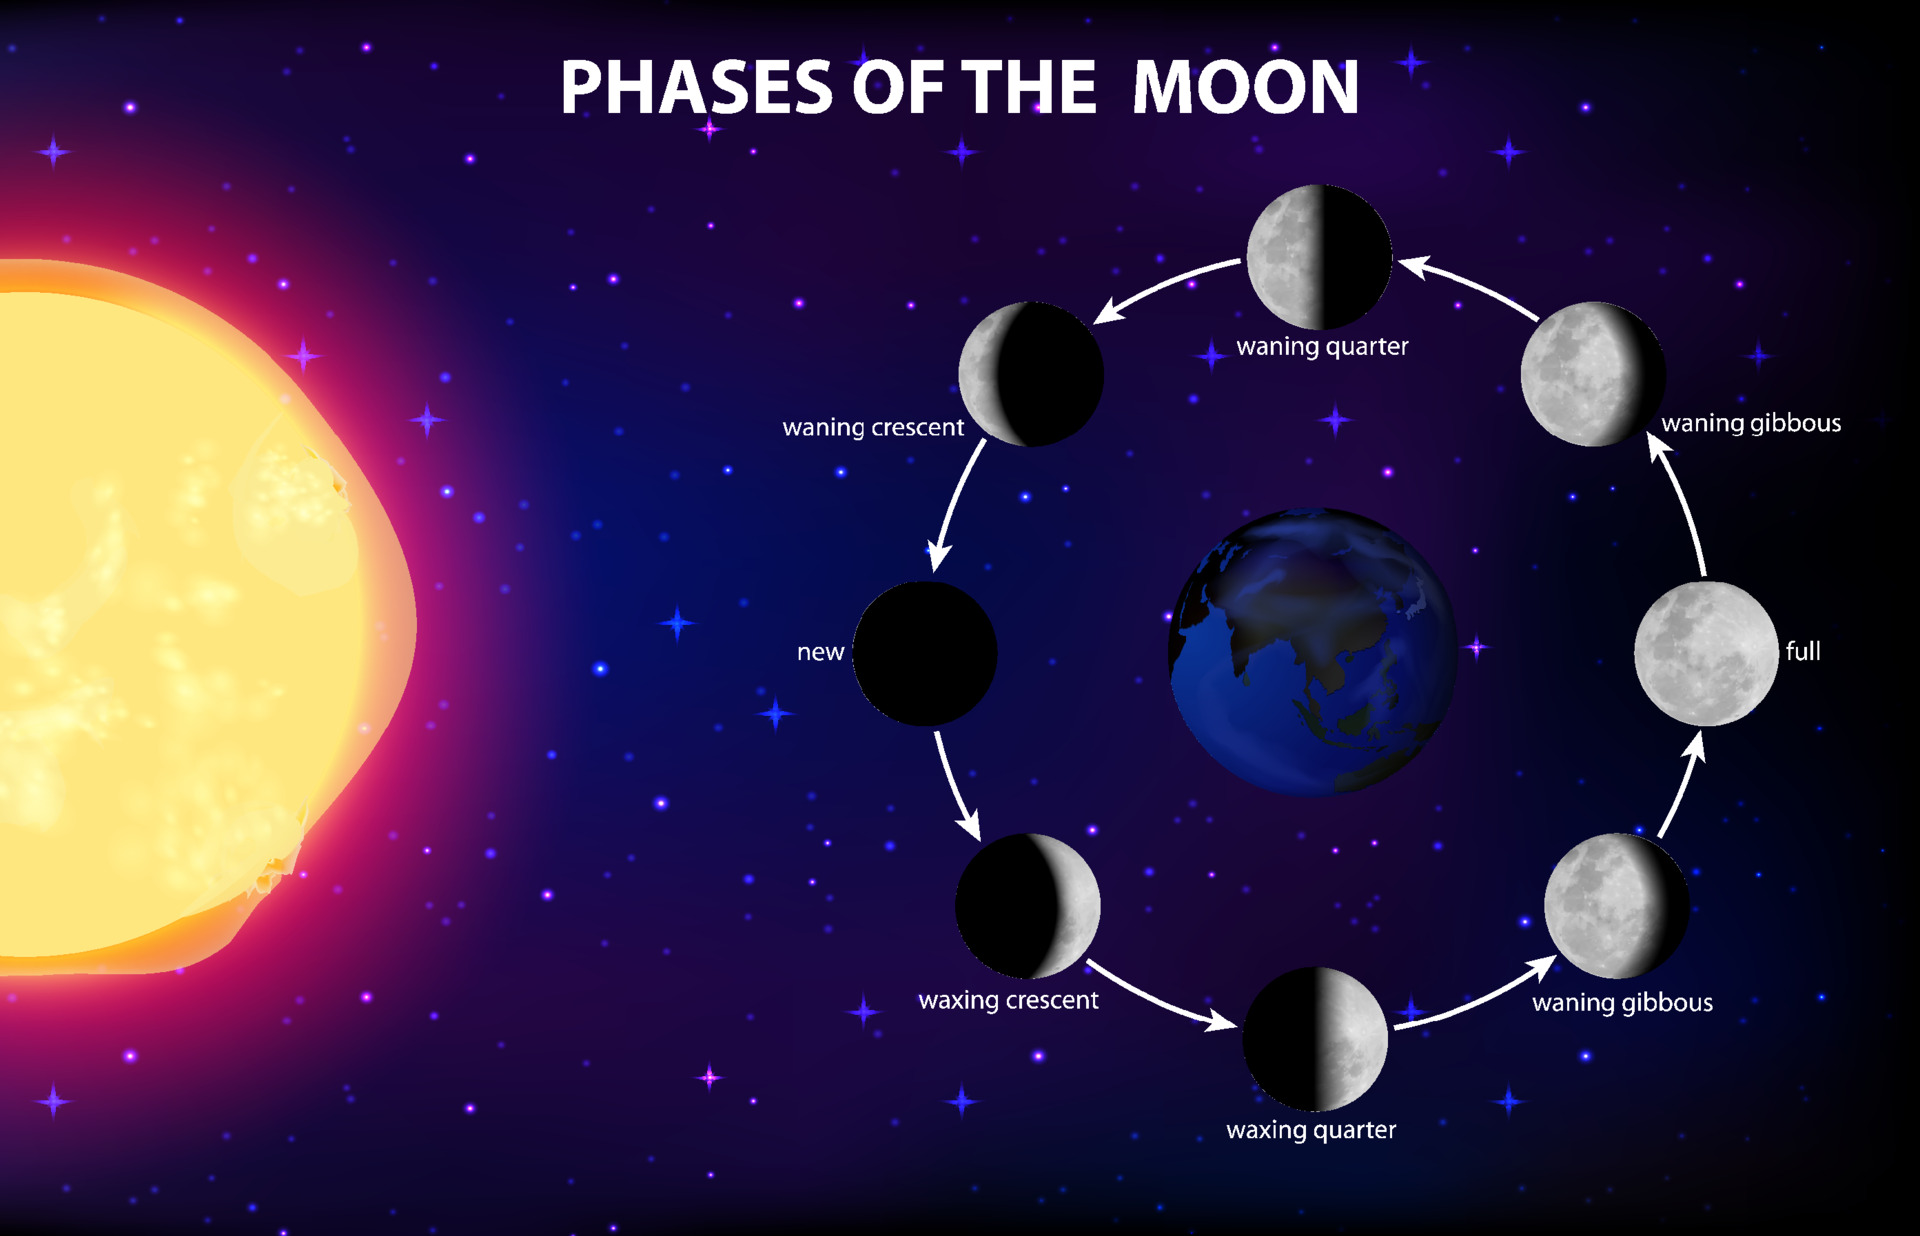 PHASES OF THE MOON
waning quarter
waning crescent
waning gibbous
new
full
waxing crescent
waning gibbous
waxing quarter